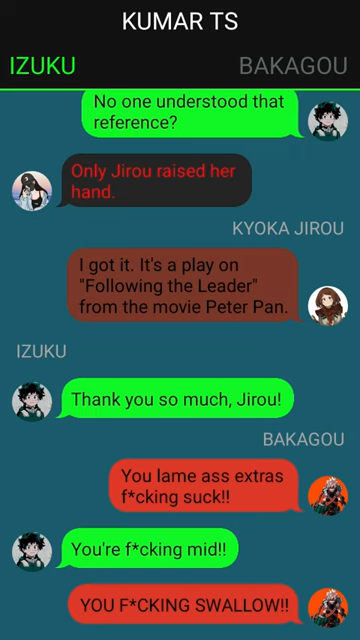 KUMAR TS
IZUKU
BAKAGOU
No one understood that
reference?
Only Jirou raised her
hand.
KYOKA JIROU
I got it. It's a play on
"Following the Leader"
from the movie Peter Pan.
IZUKU
Thank you so much, Jirou!
BAKAGOU
You lame ass extras
f*cking suck!!
You're f*cking mid!!
YOU F*CKING SWALLOW!!